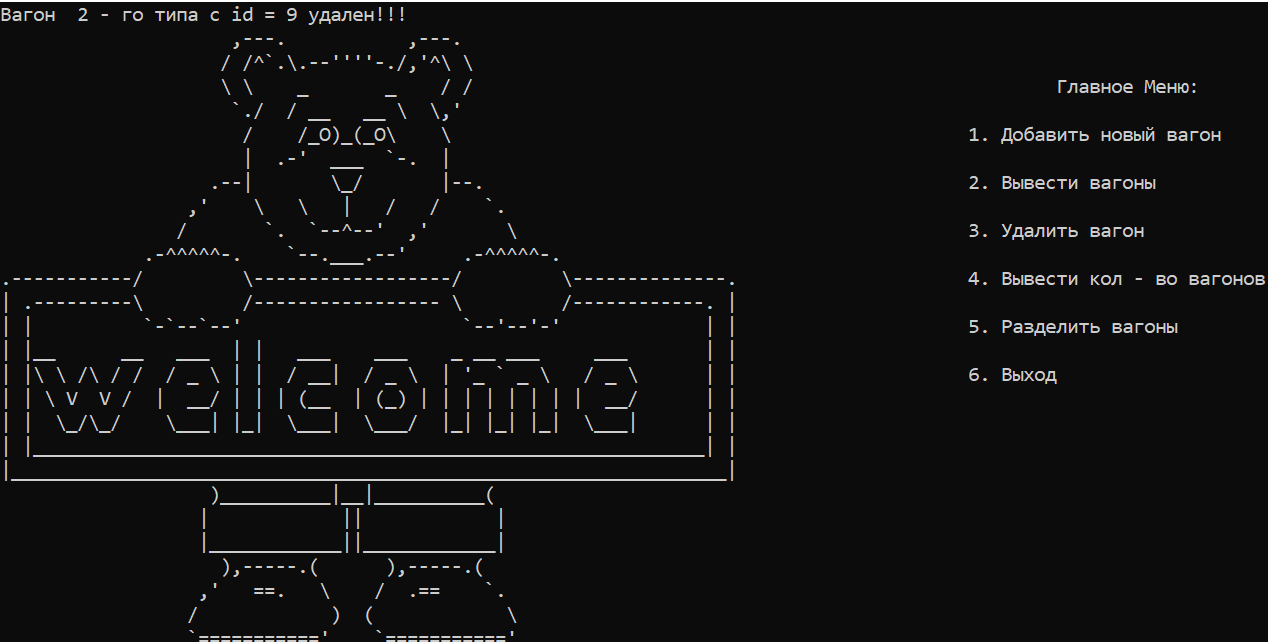 Вагон  2 - го типа с id = 9 удален!!!
Главное Меню:
1. Добавить новый вагон
2. Вывести вагоны
3. Удалить вагон
4. Вывести кол - во вагонов
5. Разделить вагоны
6. Выход
welcome